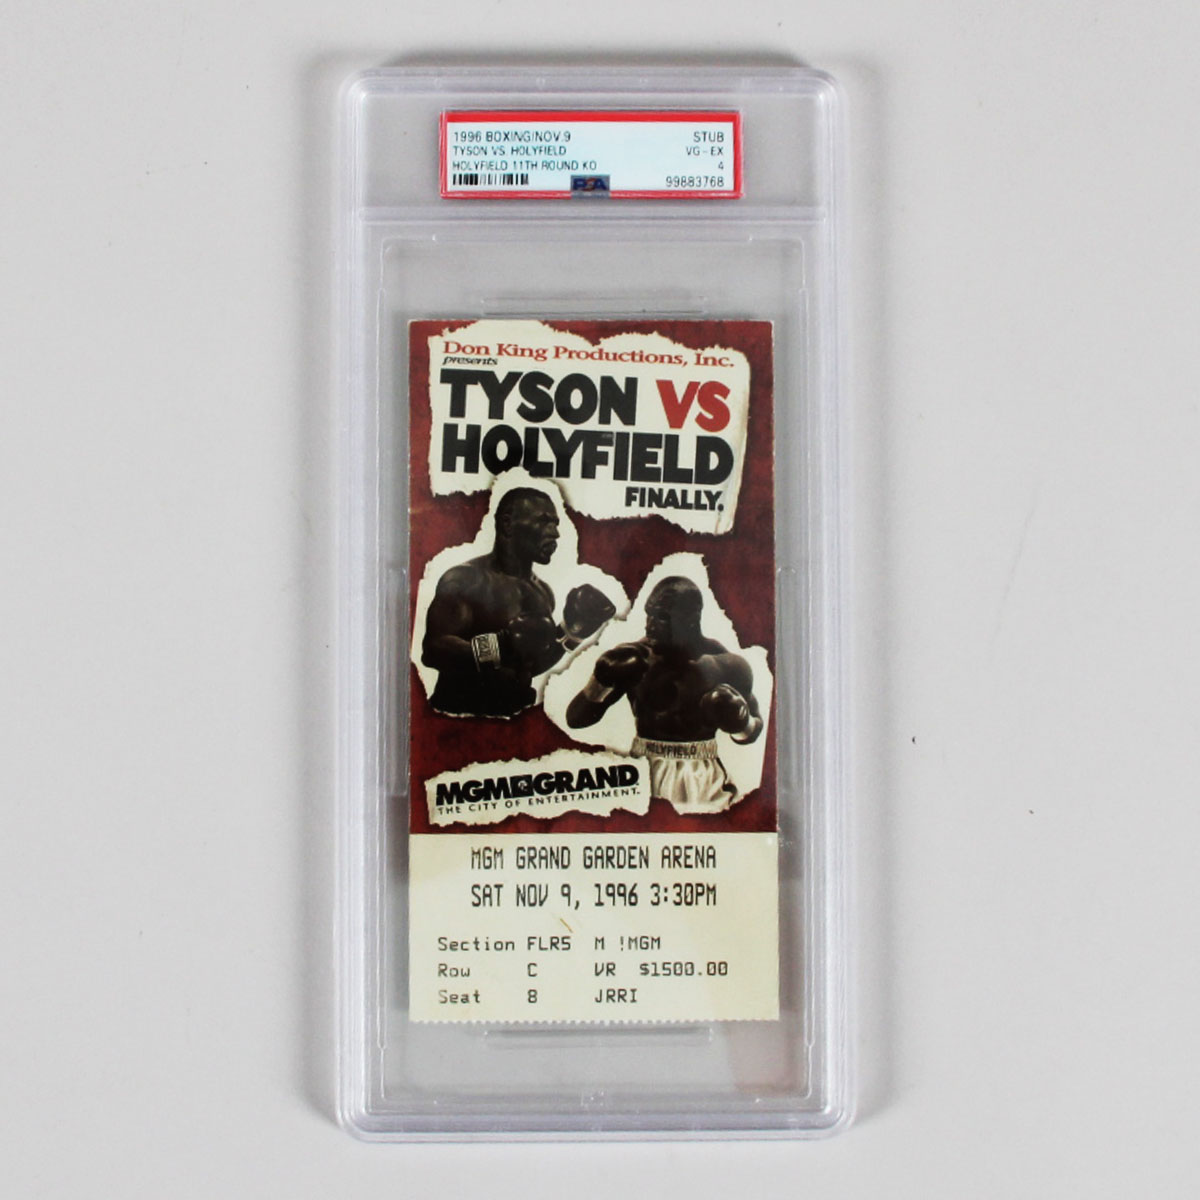 1996 BOXING/NOV.9 STUB
TYSON VS. HOLYFIELD VG-EX
HOLYFIELD 11TH ROUND KO 4
PSA 99883768
Don King Productions, Inc.
presents
TYSON VS
HOLYFIELD
FINALLY.
HOLYFIELD
MGM GRAND
THE CITY OF ENTERTAINMENT.
MGM GRAND GARDEN ARENA
SAT NOV 9, 1996 3:30PM
Section FLR5 M !MGM
Row C VR $1500.00
Seat 8 JRRI